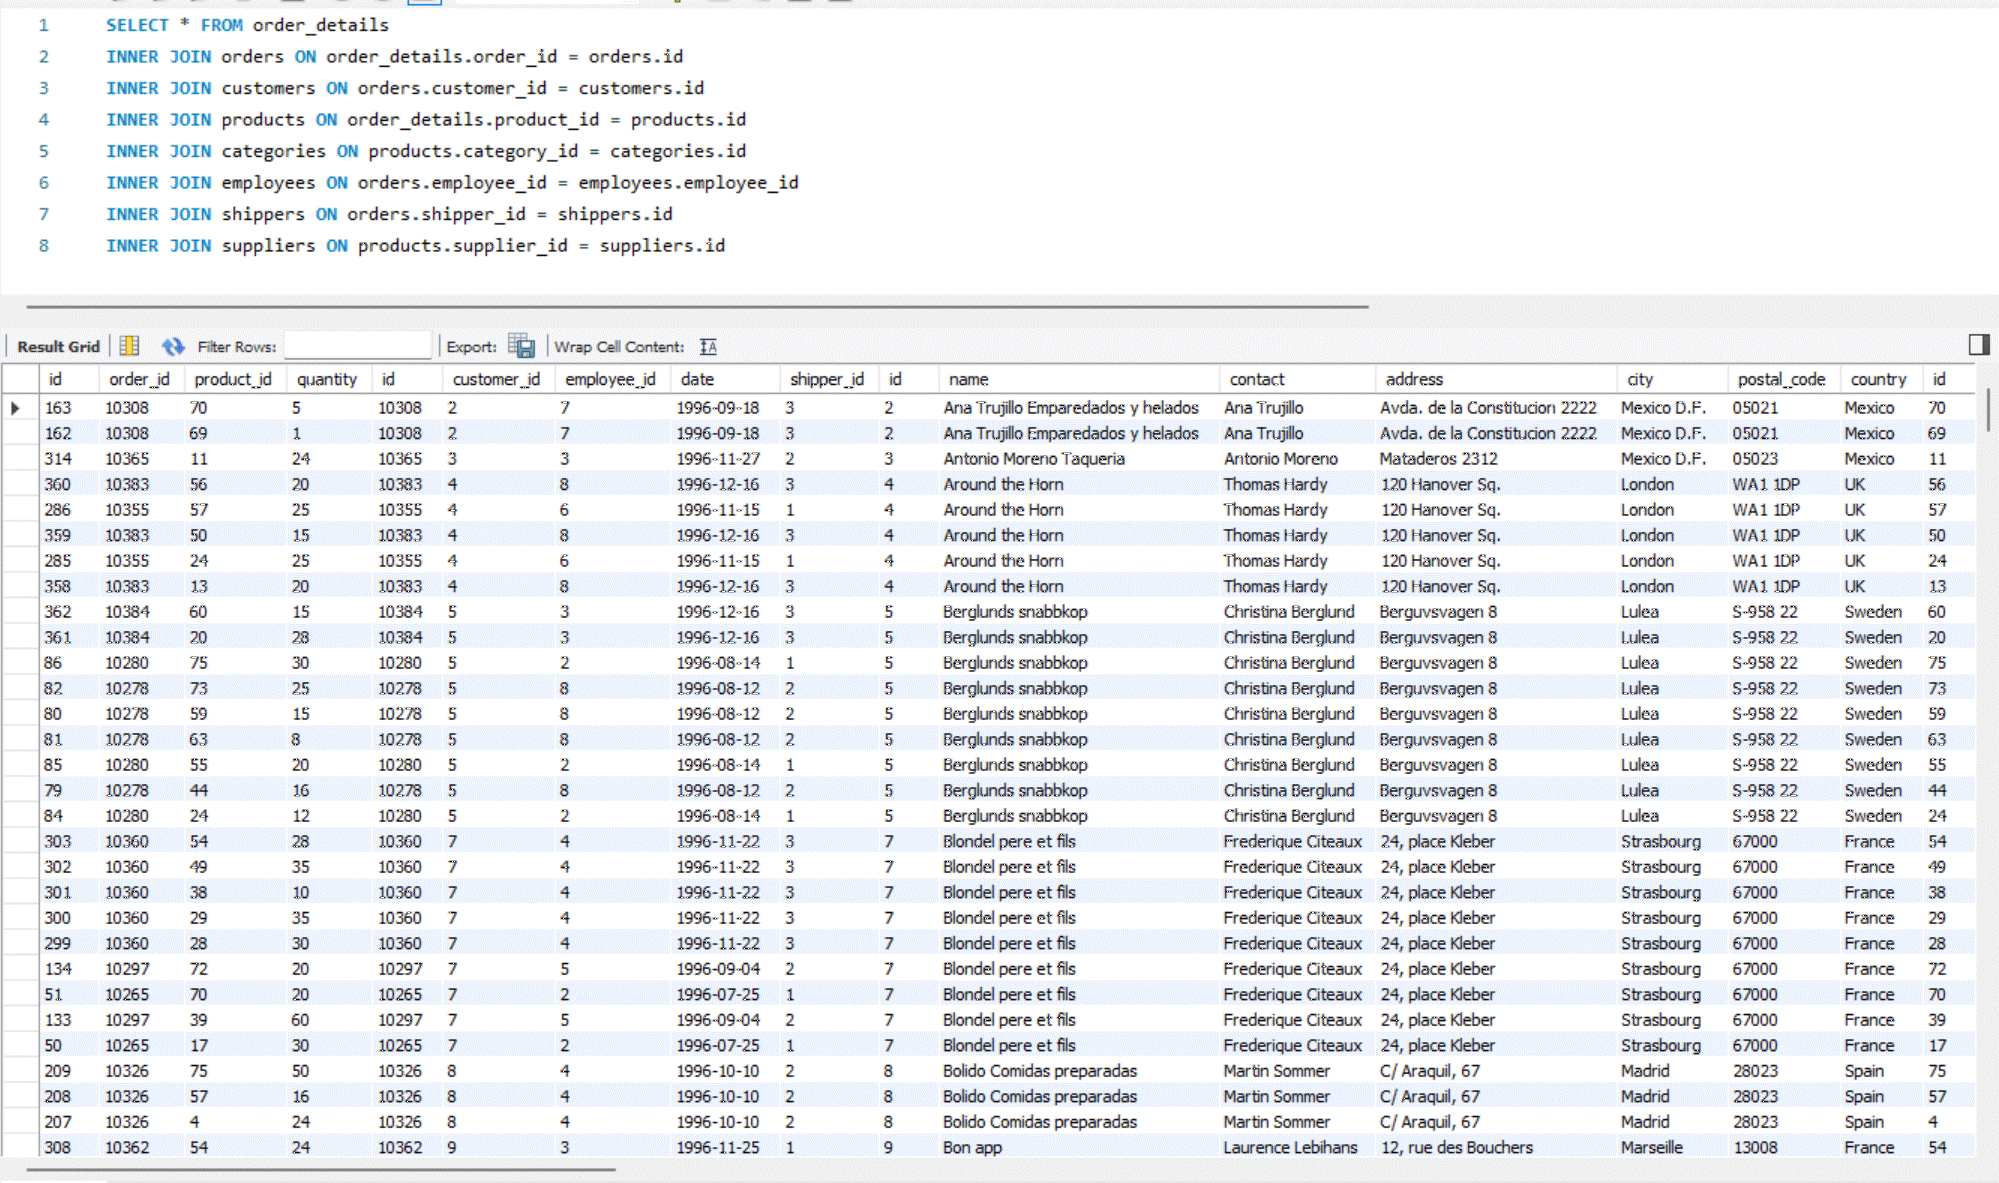 1 SELECT * FROM order_details
2 INNER JOIN orders ON order_details.order_id = orders.id
3 INNER JOIN customers ON orders.customer_id = customers.id
4 INNER JOIN products ON order_details.product_id = products.id
5 INNER JOIN categories ON products.category_id = categories.id
6 INNER JOIN employees ON orders.employee_id = employees.employee_id
7 INNER JOIN shippers ON orders.shipper_id = shippers.id
8 INNER JOIN suppliers ON products.supplier_id = suppliers.id
Result Grid Filter Rows: Export: Wrap Cell Content:
id order_id product_id quantity id customer_id employee_id date shipper_id id name contact address city postal_code country id
163 10308 70 5 10308 2 7 1996-09-18 3 2 Ana Trujillo Emparedados y helados Ana Trujillo Avda. de la Constitucion 2222 Mexico D.F. 05021 Mexico 70
162 10308 69 1 10308 2 7 1996-09-18 3 2 Ana Trujillo Emparedados y helados Ana Trujillo Avda. de la Constitucion 2222 Mexico D.F. 05021 Mexico 69
314 10365 11 24 10365 3 3 1996-11-27 2 3 Antonio Moreno Taqueria Antonio Moreno Mataderos 2312 Mexico D.F. 05023 Mexico 11
360 10383 56 20 10383 4 8 1996-12-16 3 4 Around the Horn Thomas Hardy 120 Hanover Sq. London WA1 1DP UK 56
286 10355 57 25 10355 4 6 1996-11-15 1 4 Around the Horn Thomas Hardy 120 Hanover Sq. London WA1 1DP UK 57
359 10383 50 15 10383 4 8 1996-12-16 3 4 Around the Horn Thomas Hardy 120 Hanover Sq. London WA1 1DP UK 50
285 10355 24 25 10355 4 6 1996-11-15 1 4 Around the Horn Thomas Hardy 120 Hanover Sq. London WA1 1DP UK 24
358 10383 13 20 10383 4 8 1996-12-16 3 4 Around the Horn Thomas Hardy 120 Hanover Sq. London WA1 1DP UK 13
362 10384 60 15 10384 5 3 1996-12-16 3 5 Berglunds snabbkop Christina Berglund Berguvsvagen 8 Lulea S-958 22 Sweden 60
361 10384 20 28 10384 5 3 1996-12-16 3 5 Berglunds snabbkop Christina Berglund Berguvsvagen 8 Lulea S-958 22 Sweden 20
86 10280 75 30 10280 5 2 1996-08-14 1 5 Berglunds snabbkop Christina Berglund Berguvsvagen 8 Lulea S-958 22 Sweden 75
82 10278 73 25 10278 5 8 1996-08-12 2 5 Berglunds snabbkop Christina Berglund Berguvsvagen 8 Lulea S-958 22 Sweden 73
80 10278 59 15 10278 5 8 1996-08-12 2 5 Berglunds snabbkop Christina Berglund Berguvsvagen 8 Lulea S-958 22 Sweden 59
81 10278 63 8 10278 5 8 1996-08-12 2 5 Berglunds snabbkop Christina Berglund Berguvsvagen 8 Lulea S-958 22 Sweden 63
85 10280 55 20 10280 5 2 1996-08-14 1 5 Berglunds snabbkop Christina Berglund Berguvsvagen 8 Lulea S-958 22 Sweden 55
79 10278 44 16 10278 5 8 1996-08-12 2 5 Berglunds snabbkop Christina Berglund Berguvsvagen 8 Lulea S-958 22 Sweden 44
84 10280 24 12 10280 5 2 1996-08-14 1 5 Berglunds snabbkop Christina Berglund Berguvsvagen 8 Lulea S-958 22 Sweden 24
303 10360 54 28 10360 7 4 1996-11-22 3 7 Blondel pere et fils Frederique Citeaux 24, place Kleber Strasbourg 67000 France 54
302 10360 49 35 10360 7 4 1996-11-22 3 7 Blondel pere et fils Frederique Citeaux 24, place Kleber Strasbourg 67000 France 49
301 10360 38 10 10360 7 4 1996-11-22 3 7 Blondel pere et fils Frederique Citeaux 24, place Kleber Strasbourg 67000 France 38
300 10360 29 35 10360 7 4 1996-11-22 3 7 Blondel pere et fils Frederique Citeaux 24, place Kleber Strasbourg 67000 France 29
299 10360 28 30 10360 7 4 1996-11-22 3 7 Blondel pere et fils Frederique Citeaux 24, place Kleber Strasbourg 67000 France 28
134 10297 72 20 10297 7 5 1996-09-04 2 7 Blondel pere et fils Frederique Citeaux 24, place Kleber Strasbourg 67000 France 72
51 10265 70 20 10265 7 2 1996-07-25 1 7 Blondel pere et fils Frederique Citeaux 24, place Kleber Strasbourg 67000 France 70
133 10297 39 60 10297 7 5 1996-09-04 2 7 Blondel pere et fils Frederique Citeaux 24, place Kleber Strasbourg 67000 France 39
50 10265 17 30 10265 7 2 1996-07-25 1 7 Blondel pere et fils Frederique Citeaux 24, place Kleber Strasbourg 67000 France 17
209 10326 75 50 10326 8 4 1996-10-10 2 8 Bolido Comidas preparadas Martin Sommer C/ Araquil, 67 Madrid 28023 Spain 75
208 10326 57 16 10326 8 4 1996-10-10 2 8 Bolido Comidas preparadas Martin Sommer C/ Araquil, 67 Madrid 28023 Spain 57
207 10326 4 24 10326 8 4 1996-10-10 2 8 Bolido Comidas preparadas Martin Sommer C/ Araquil, 67 Madrid 28023 Spain 4
308 10362 54 24 10362 9 3 1996-11-25 1 9 Bon app Laurence Lebihans 12, rue des Bouchers Marseille 13008 France 54